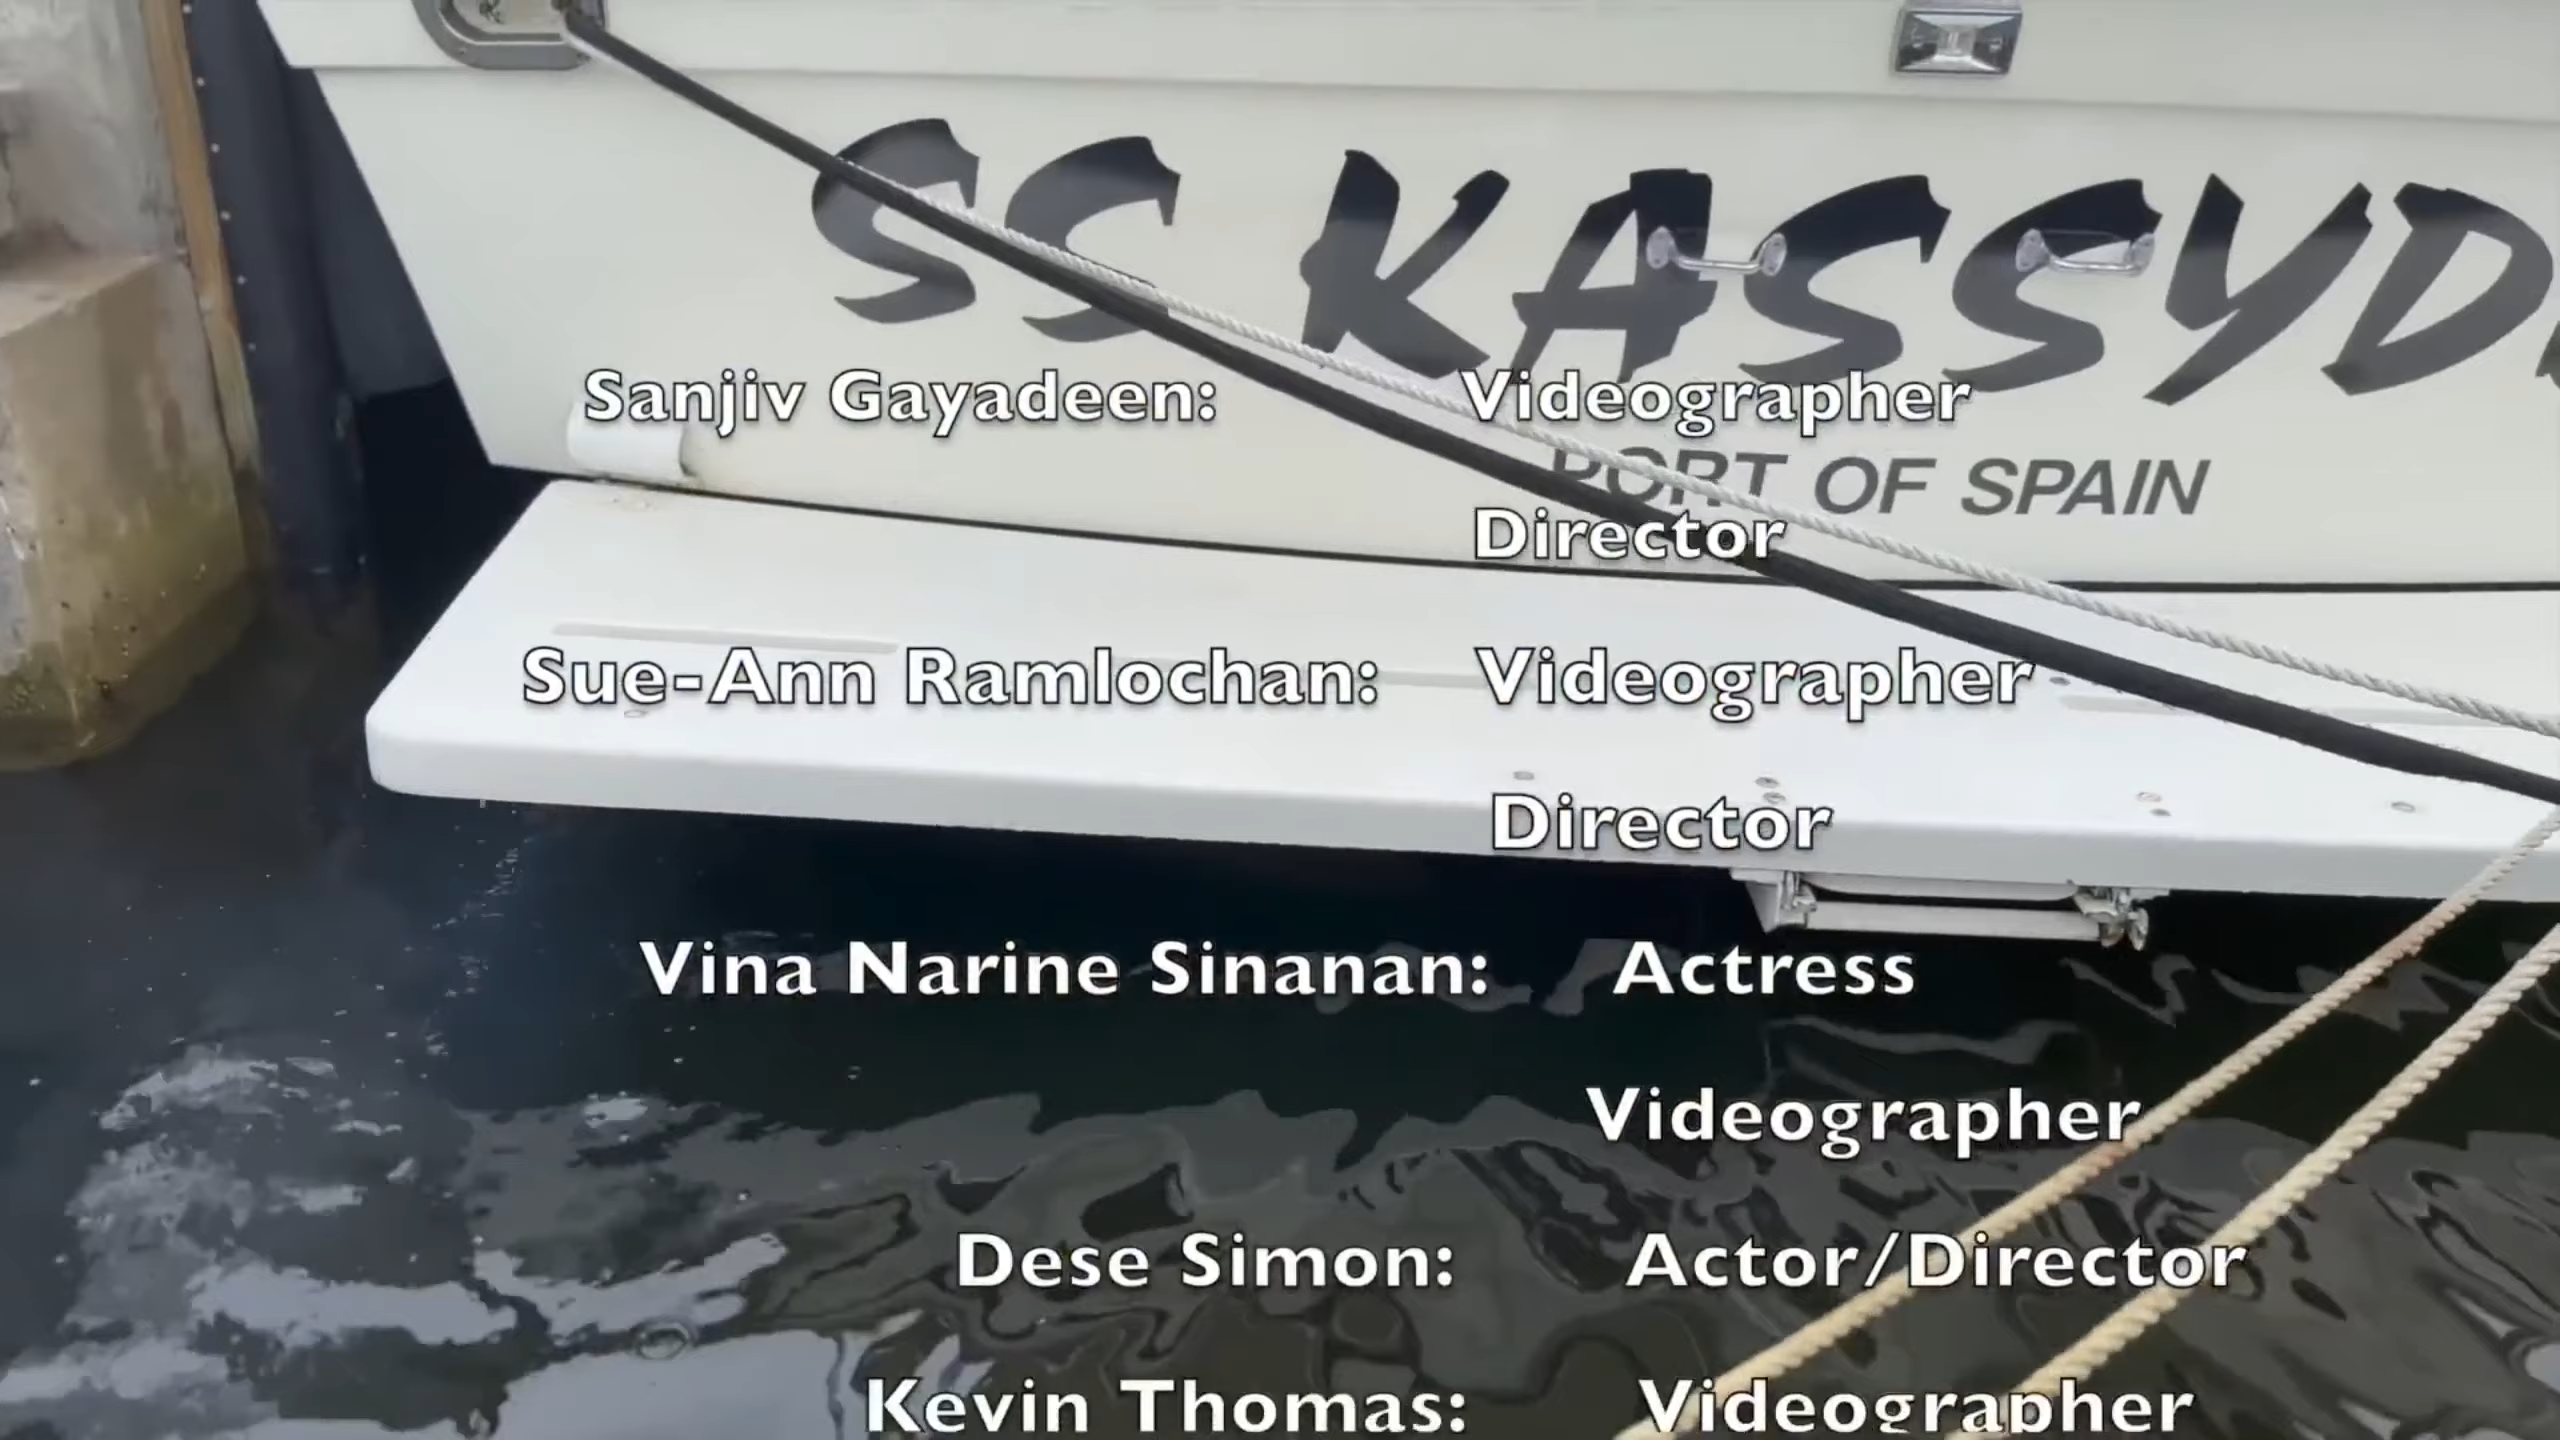 SS KASSYD
PORT OF SPAIN
Sanjiv Gayadeen: Videographer
Director
Sue-Ann Ramlochan: Videographer
Director
Vina Narine Sinanan: Actress
Videographer
Dese Simon: Actor/Director
Kevin Thomas: Videographer